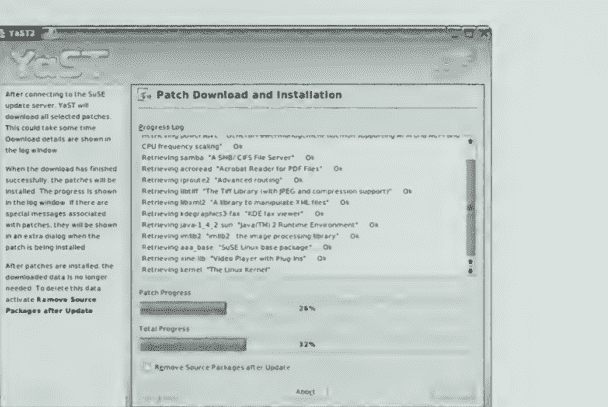 YaST2
YaST
After connecting to the SuSE
update server, YaST will
download all selected patches.
This could take some time
Download details are shown in
the log window
When the download has finished
successfully, the patches will be
installed. The progress is shown
in the log window. If there are
special messages associated
with patches, they will be shown
in an extra dialog when the
patch is being installed
After patches are installed, the
downloaded data is no longer
needed. To delete this data
activate Remove Source
Packages after Update
Patch Download and Installation
Progress Log
CPU frequency scaling" Ok
Retrieving samba "A SMB/ CIFS File Server" Ok
Retrieving acroread "Acrobat Reader for PDF Files" Ok
Retrieving iproute2 "Advanced routing" Ok
Retrieving libtiff "The Tiff Library (with JPEG and compression support)" Ok
Retrieving libxml2 "A library to manipulate XML files" Ok
Retrieving kdegraphics3 fax "KDE fax viewer" Ok
Retrieving java-1_4_2 sun "Java(TM) 2 Runtime Environment" Ok
Retrieving imlib2 "imlib2 the image processing library" Ok
Retrieving aaa_base "SuSE Linux base package" Ok
Retrieving xine lib "Video Player with Plug Ins" Ok
Retrieving kernel "The Linux Kernel"
Patch Progress
26%
Total Progress
32%
Remove Source Packages after Update
Abort